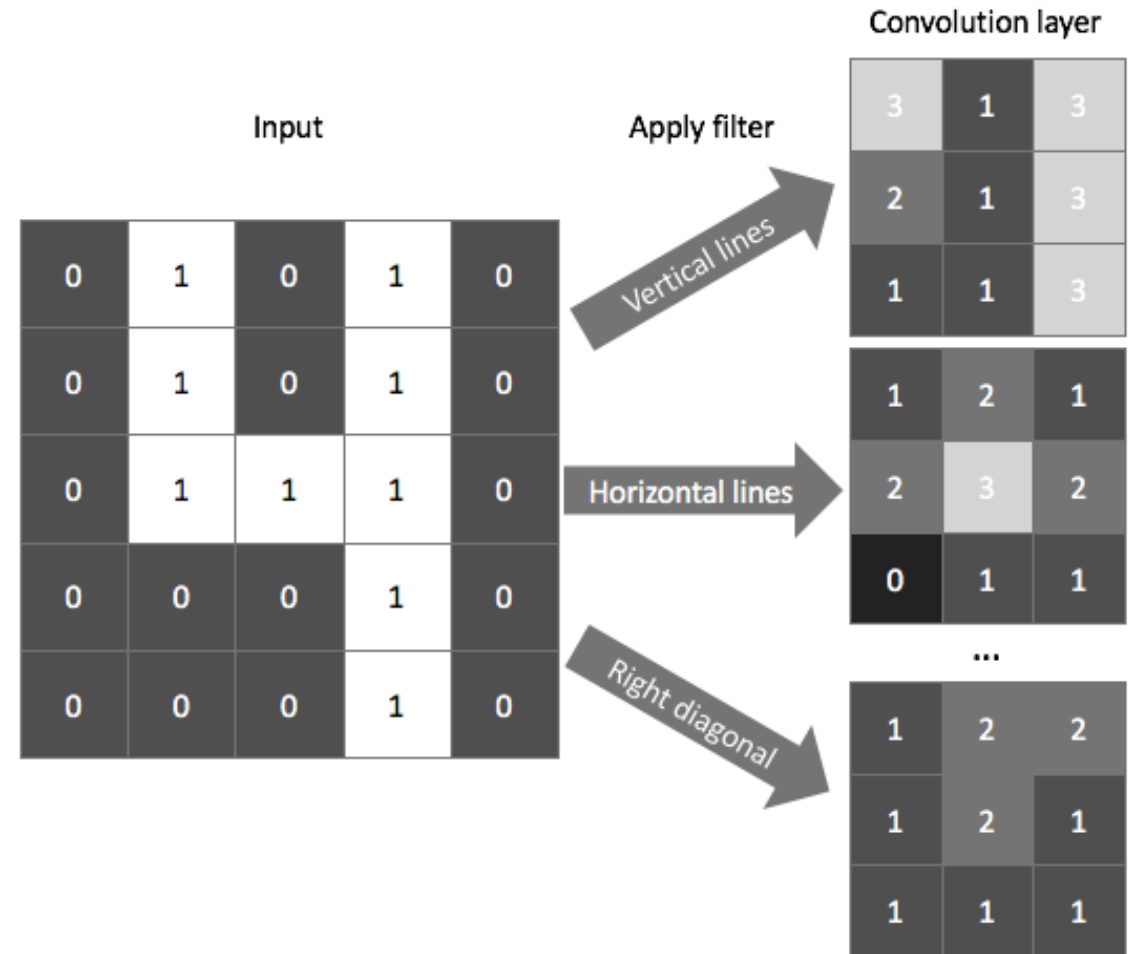 Convolution layer
Input
Apply filter
0 1 0 1 0
0 1 0 1 0
0 1 1 1 0
0 0 0 1 0
0 0 0 1 0
Vertical lines
Horizontal lines
Right diagonal
3 1 3
2 1 3
1 1 3
1 2 1
2 3 2
0 1 1
...
1 2 2
1 2 1
1 1 1